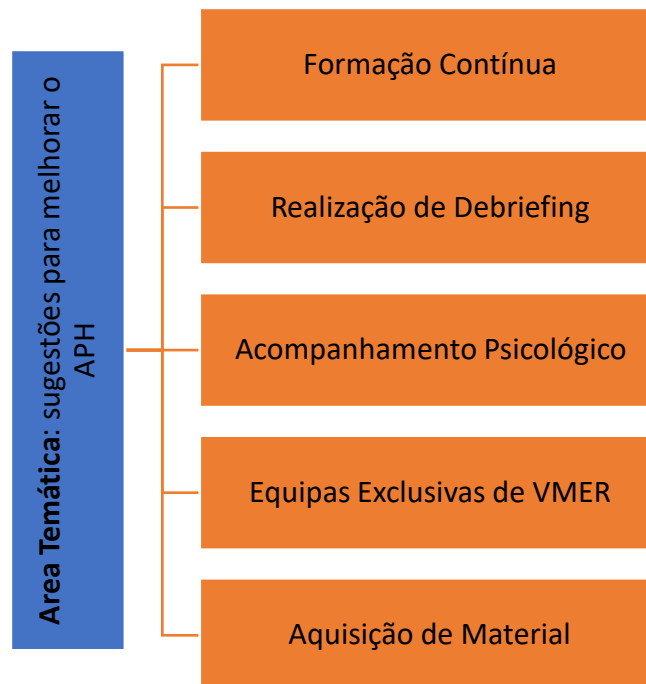 Area Temática: sugestões para melhorar o
APH
Formação Contínua
Realização de Debriefing
Acompanhamento Psicológico
Equipas Exclusivas de VMER
Aquisição de Material